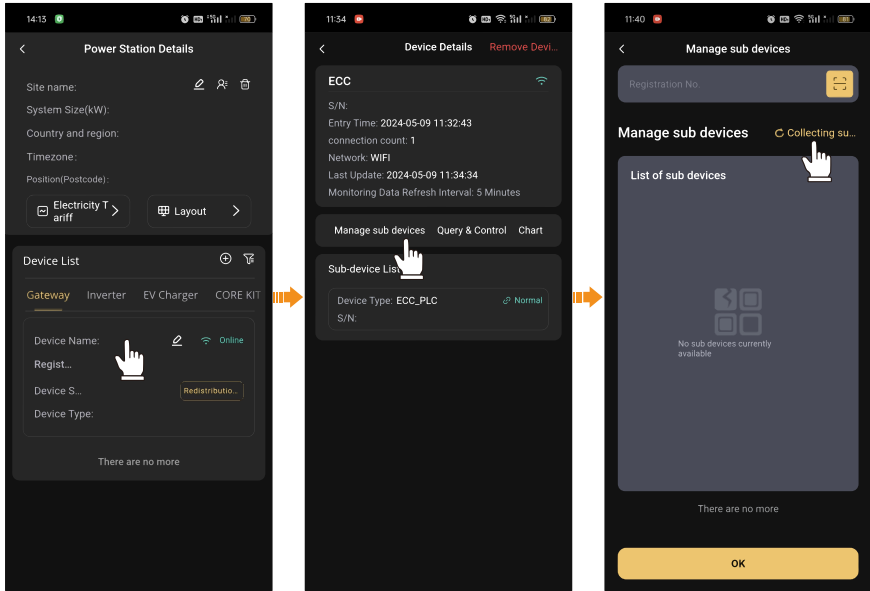 14:13
Power Station Details
Site name:
System Size(kW):
Country and region:
Timezone:
Position(Postcode):
Electricity T
ariff
Layout
Device List
Gateway Inverter EV Charger CORE KIT
Device Name: Online
Regist...
Device S... Redistributio...
Device Type:
There are no more
11:34
Device Details Remove Devi...
ECC
S/N:
Entry Time: 2024-05-09 11:32:43
connection count: 1
Network: WIFI
Last Update: 2024-05-09 11:34:34
Monitoring Data Refresh Interval: 5 Minutes
Manage sub devices Query & Control Chart
Sub-device Lis
Device Type: ECC_PLC Normal
S/N:
11:40
Manage sub devices
Registration No.
Manage sub devices Collecting su...
List of sub devices
No sub devices currently
available
There are no more
OK